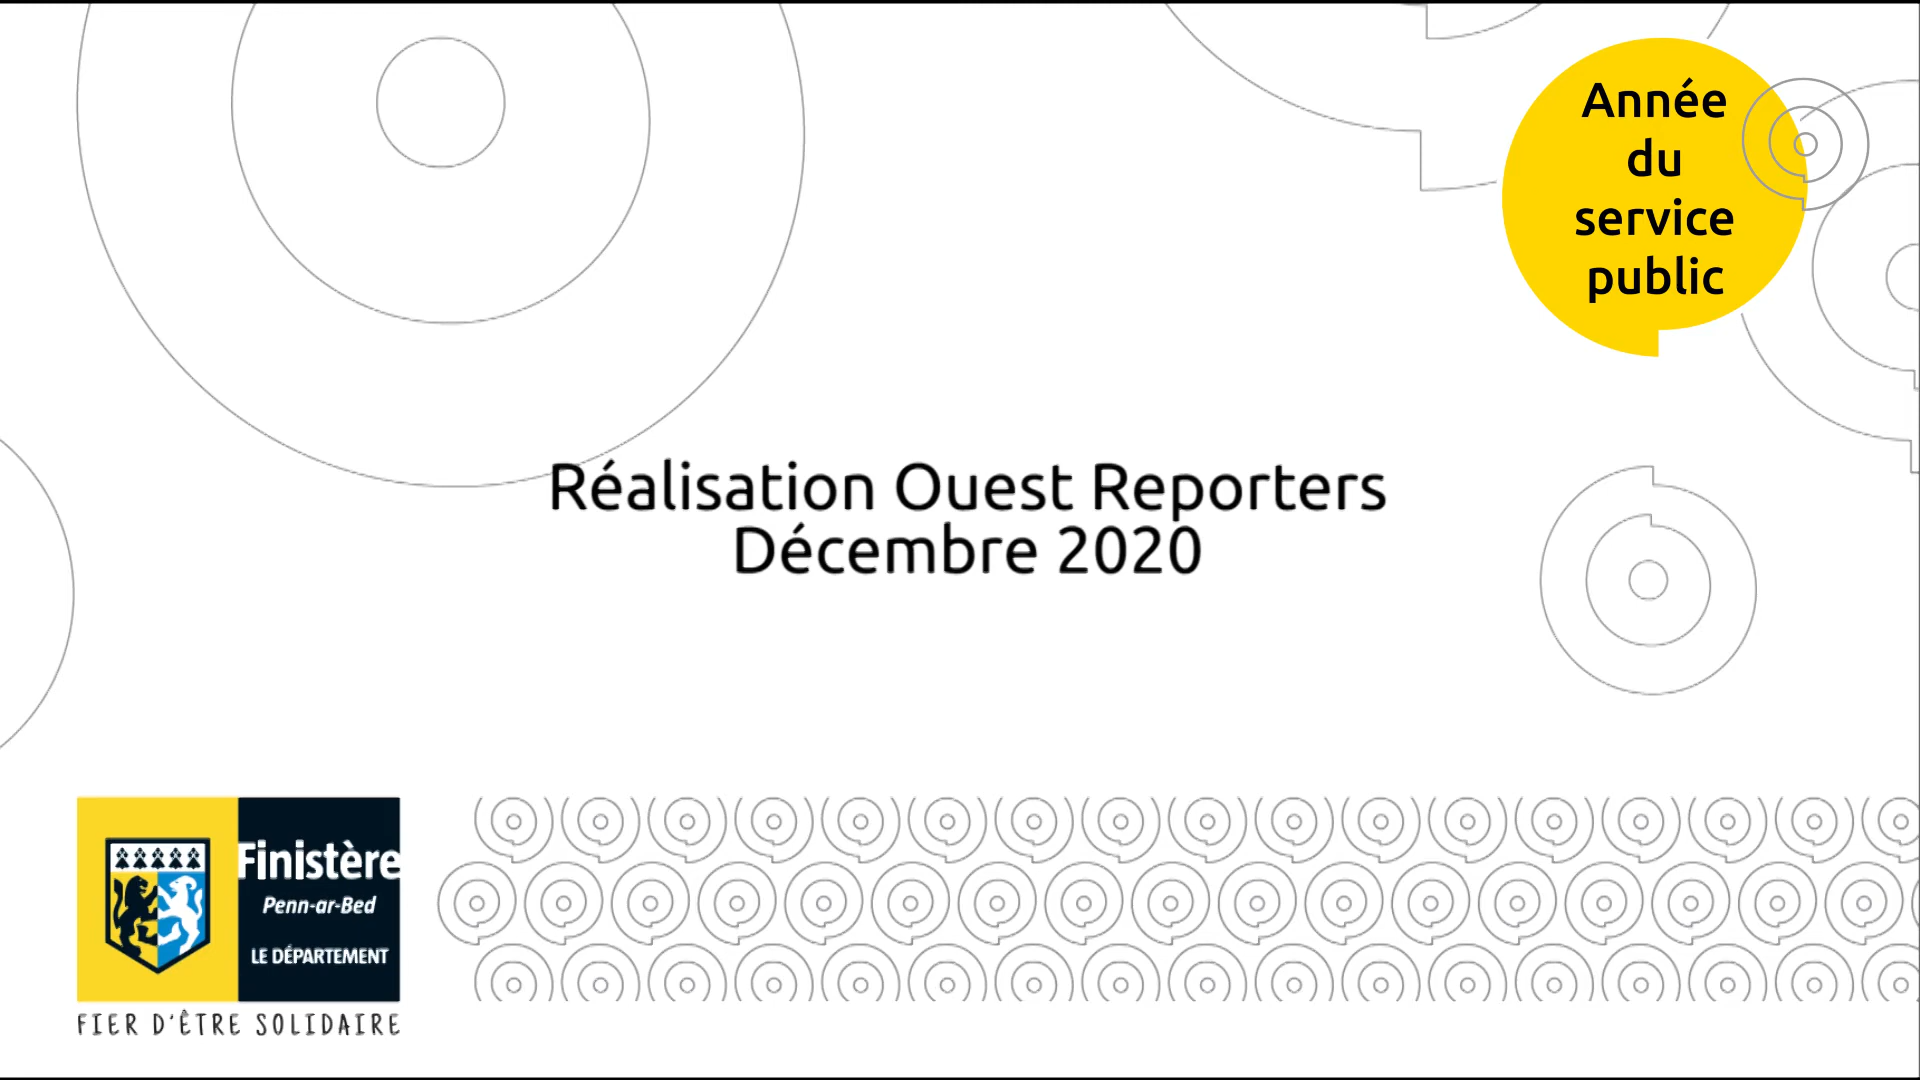 Année
du
service
public
Réalisation Ouest Reporters
Décembre 2020
Finistère
Penn-ar-Bed
LE DÉPARTEMENT
FIER D'ÊTRE SOLIDAIRE